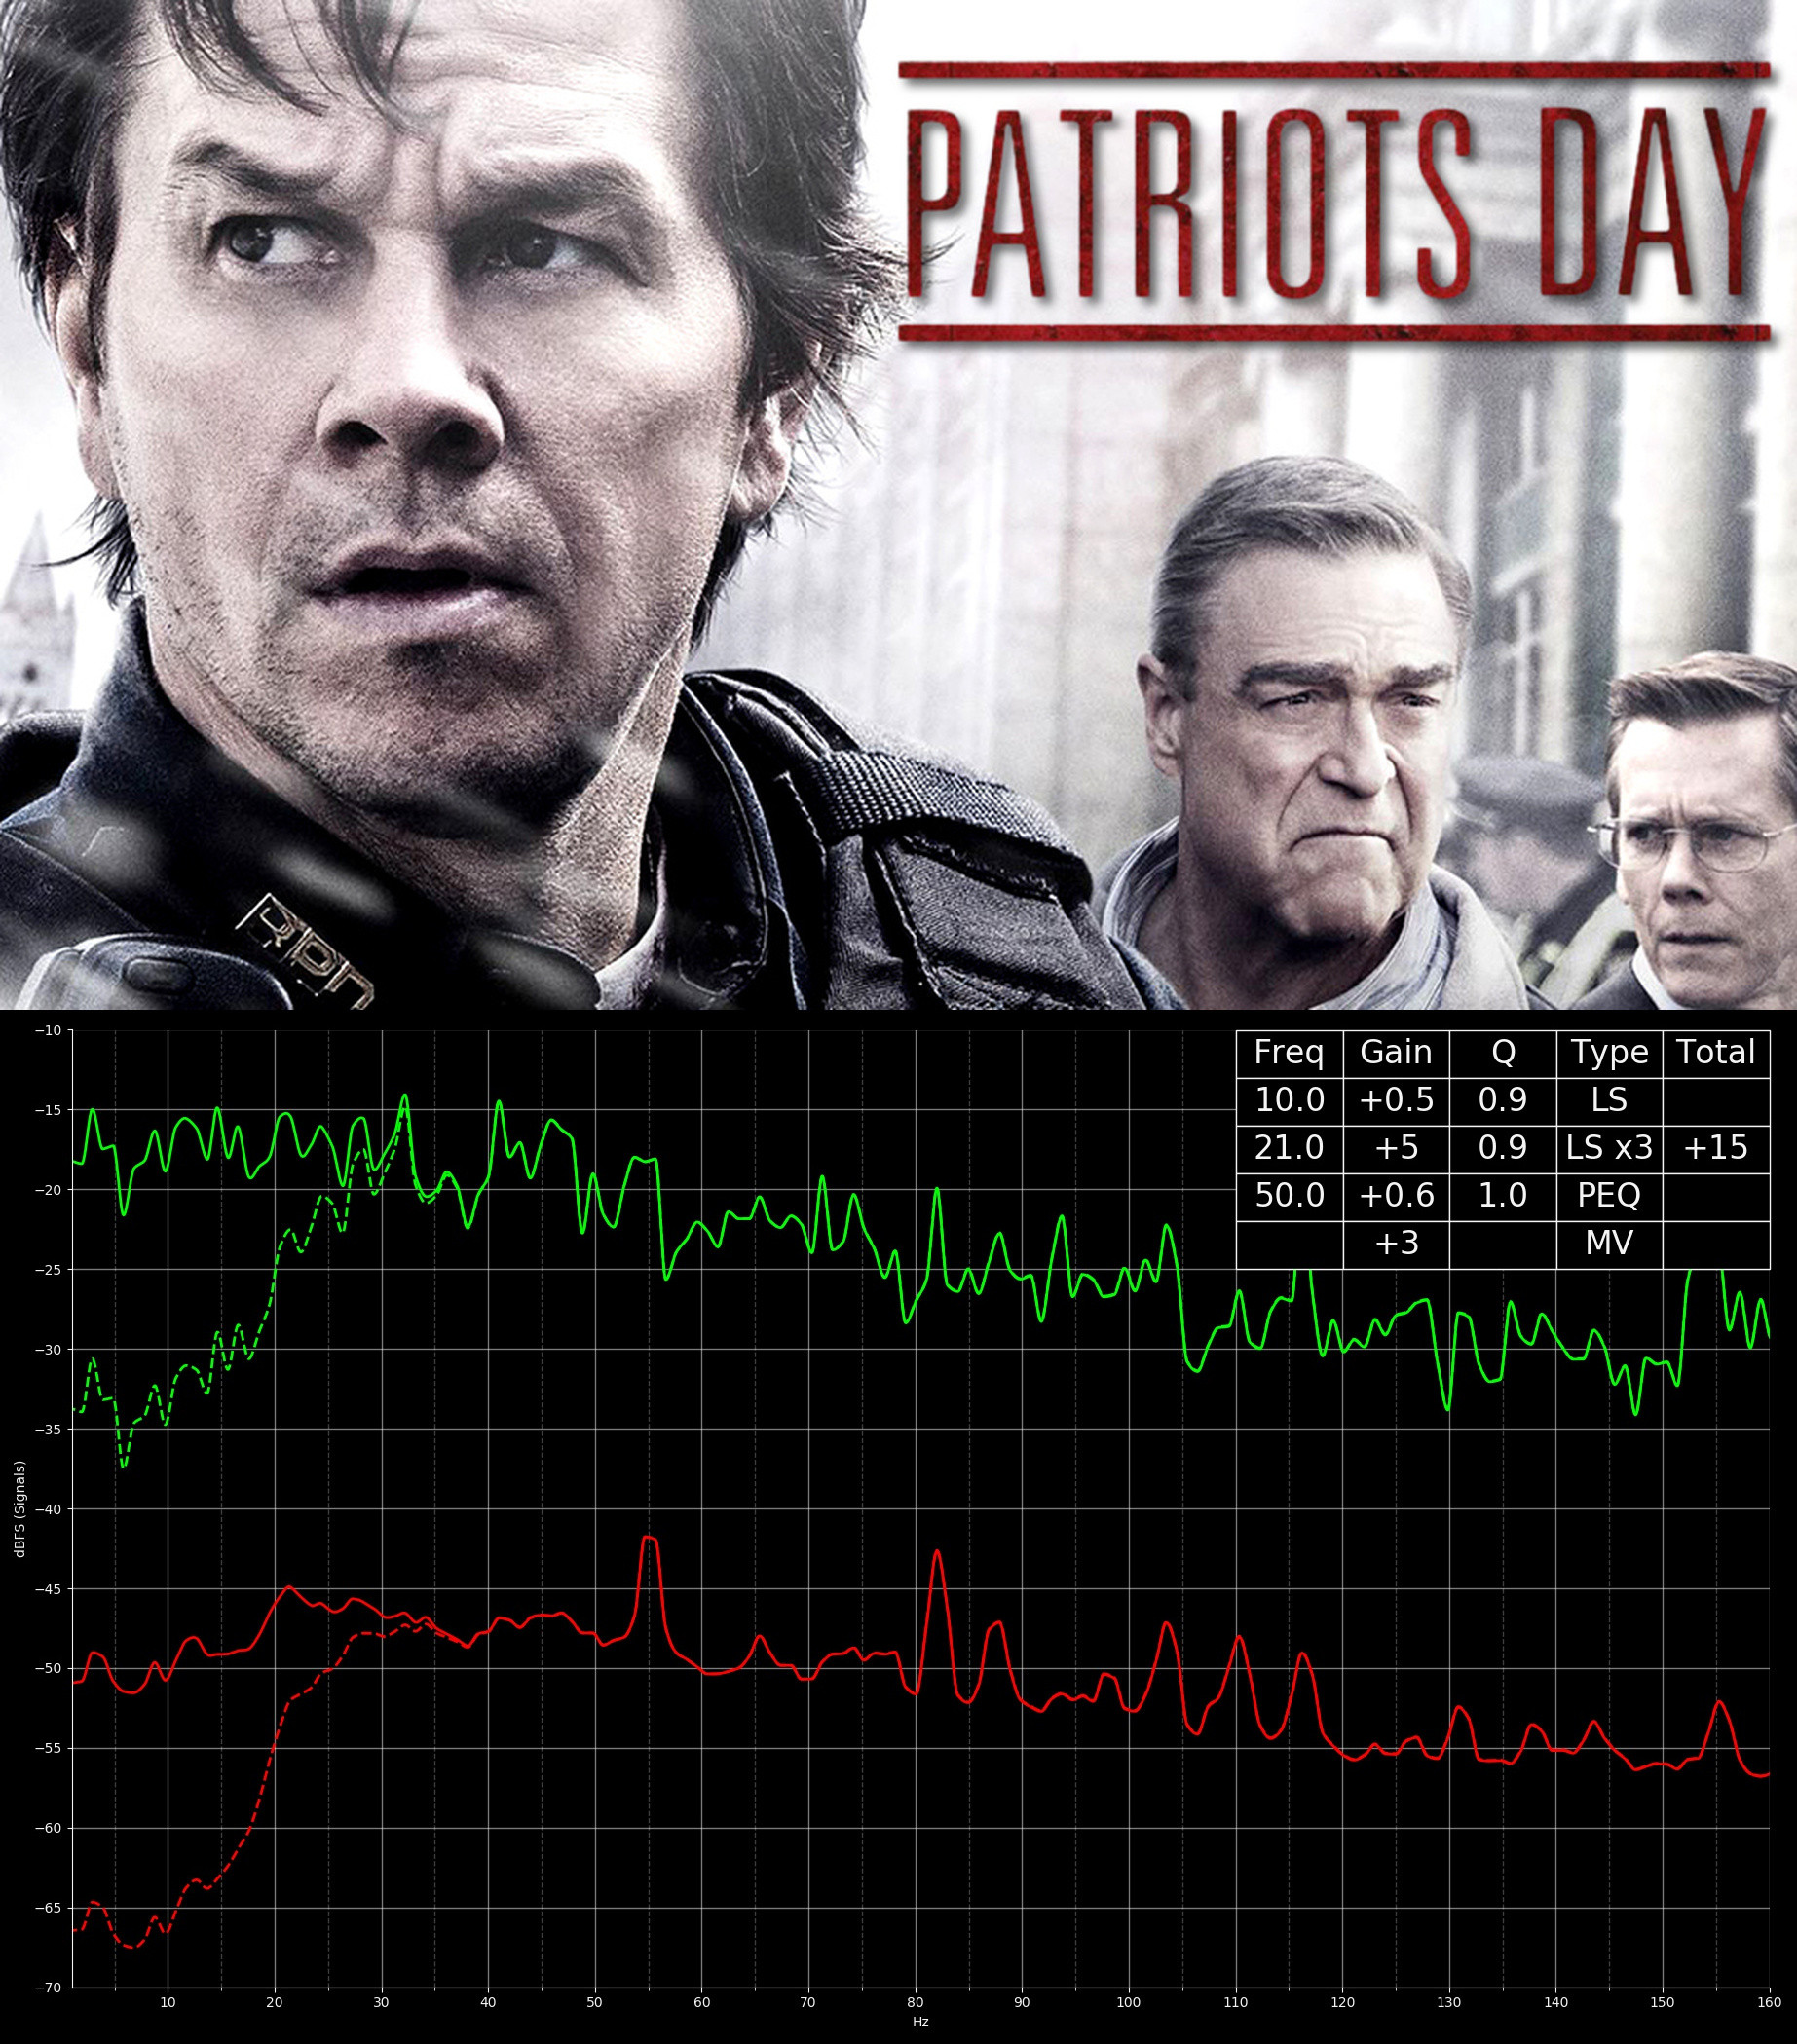 PATRIOTS DAY
Freq Gain Q Type Total
10.0 +0.5 0.9 LS
21.0 +5 0.9 LS x3 +15
50.0 +0.6 1.0 PEQ
+3 MV
−10
−15
−20
−25
−30
−35
−40
−45
−50
−55
−60
−65
−70
dBFS (Signals)
10 20 30 40 50 60 70 80 90 100 110 120 130 140 150 160
Hz